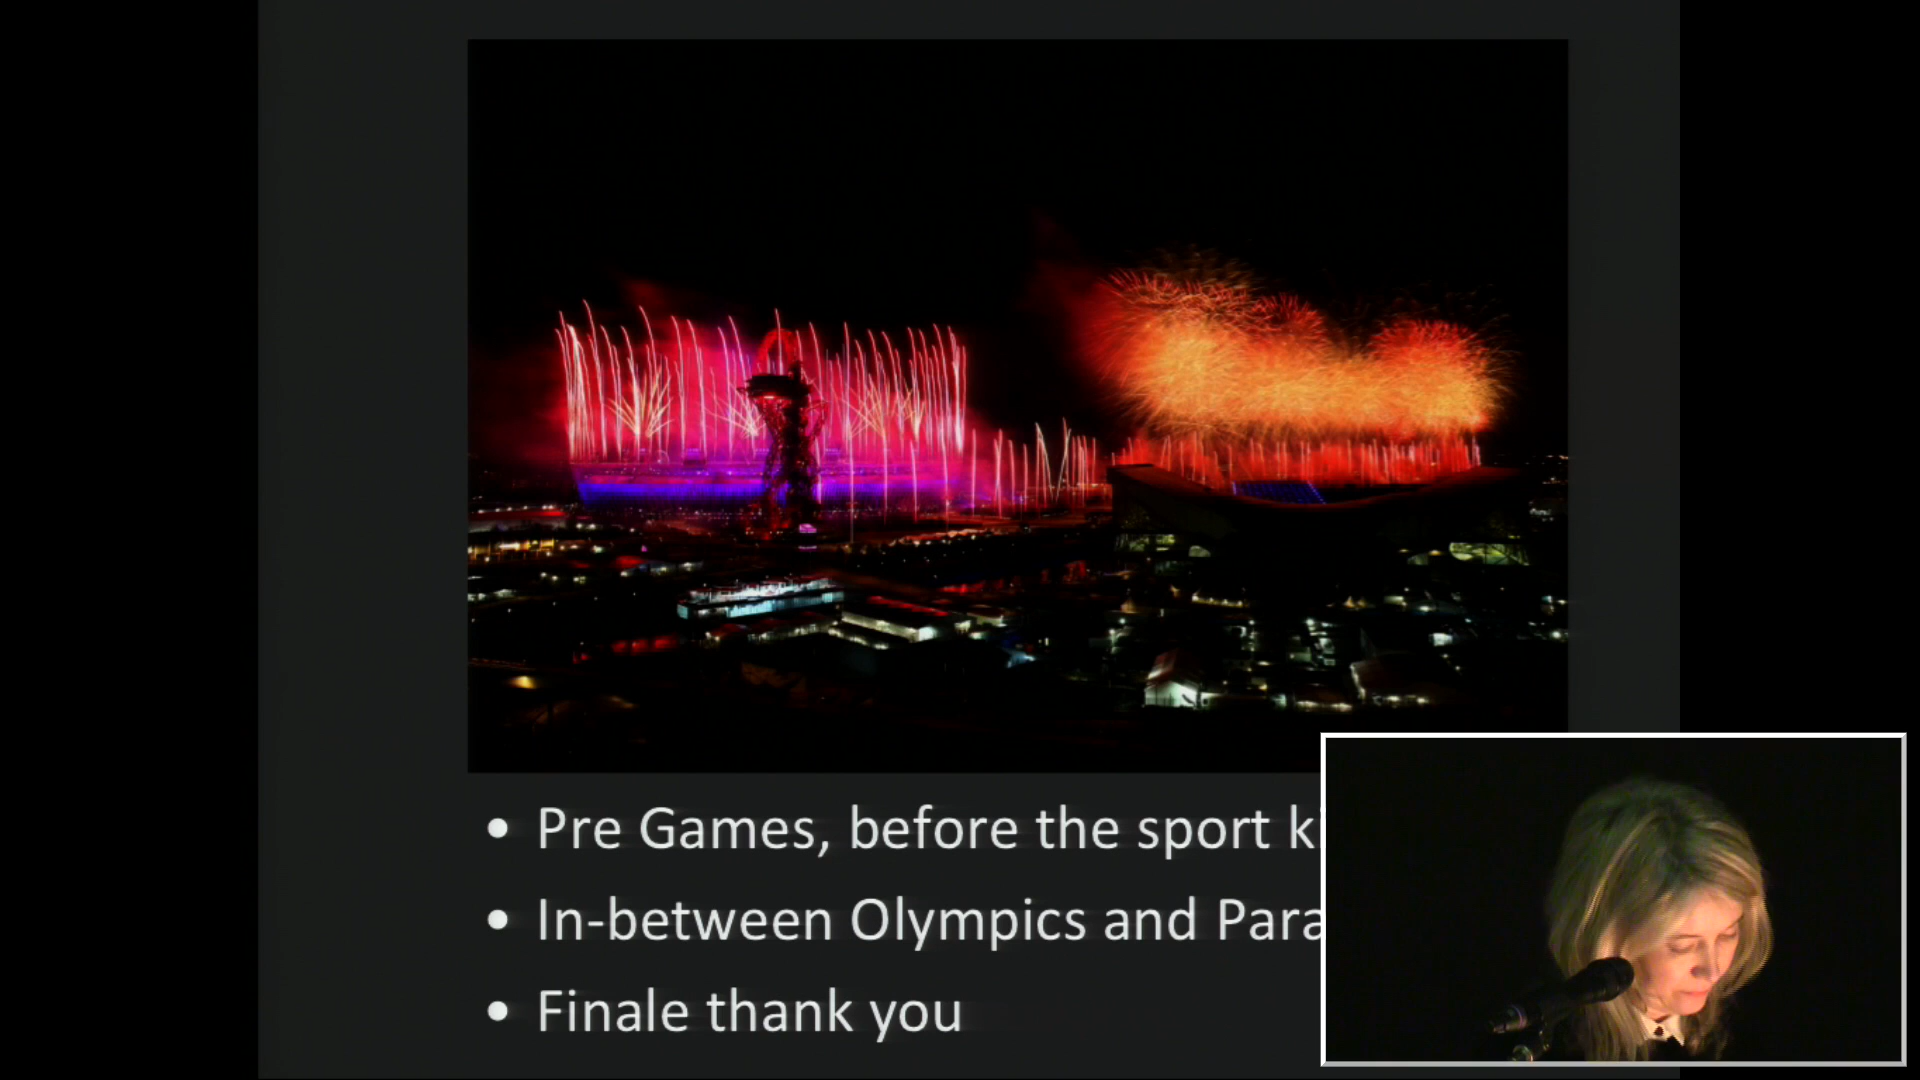 • Pre Games, before the sport
• In-between Olympics and
• Finale thank you